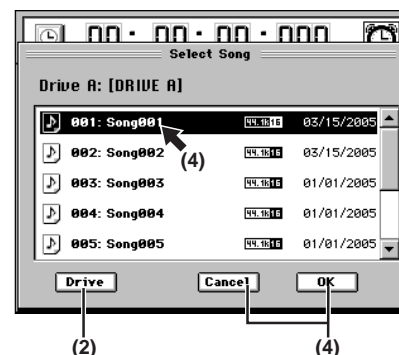 00 · 00 · 00 · 000
Select Song
Drive A: [DRIVE A]
001: Song001 44.1k16 03/15/2005
002: Song002 44.1k16 03/15/2005
(4)
003: Song003 44.1k16 01/01/2005
004: Song004 44.1k16 01/01/2005
005: Song005 44.1k16 01/01/2005
Drive Cancel OK
(2) (4)